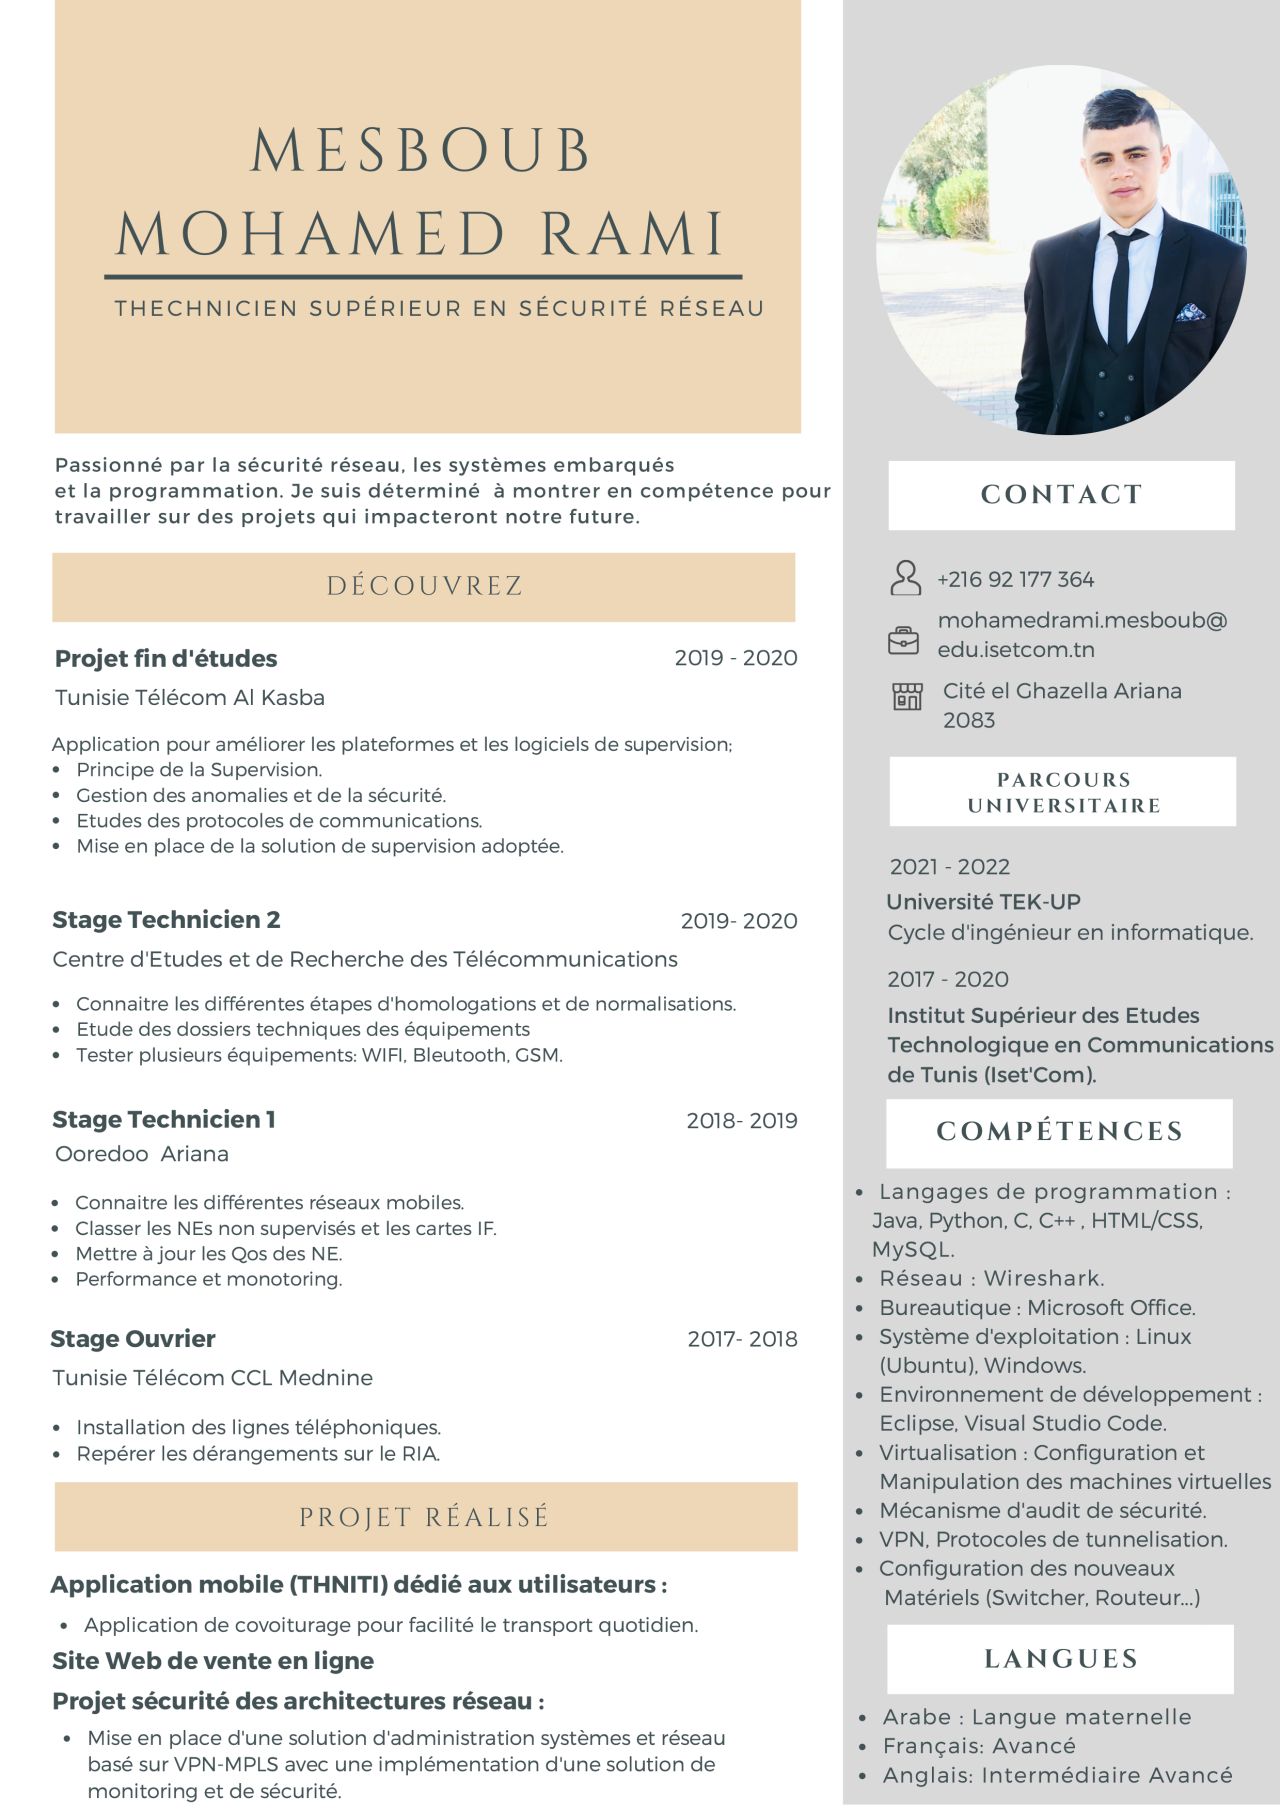 MESBOUB
MOHAMED RAMI
THECHNICIEN SUPÉRIEUR EN SÉCURITÉ RÉSEAU
Passionné par la sécurité réseau, les systèmes embarqués
et la programmation. Je suis déterminé à montrer en compétence pour
travailler sur des projets qui impacteront notre future.
DÉCOUVREZ
Projet fin d'études 2019 - 2020
Tunisie Télécom Al Kasba
Application pour améliorer les plateformes et les logiciels de supervision;
• Principe de la Supervision.
• Gestion des anomalies et de la sécurité.
• Etudes des protocoles de communications.
• Mise en place de la solution de supervision adoptée.
Stage Technicien 2 2019- 2020
Centre d'Etudes et de Recherche des Télécommunications
• Connaitre les différentes étapes d'homologations et de normalisations.
• Etude des dossiers techniques des équipements
• Tester plusieurs équipements: WIFI, Bleutooth, GSM.
Stage Technicien 1 2018- 2019
Ooredoo Ariana
• Connaitre les différentes réseaux mobiles.
• Classer les NEs non supervisés et les cartes IF.
• Mettre à jour les Qos des NE.
• Performance et monotoring.
Stage Ouvrier 2017- 2018
Tunisie Télécom CCL Mednine
• Installation des lignes téléphoniques.
• Repérer les dérangements sur le RIA.
PROJET RÉALISÉ
Application mobile (THNITI) dédié aux utilisateurs :
• Application de covoiturage pour facilité le transport quotidien.
Site Web de vente en ligne
Projet sécurité des architectures réseau :
• Mise en place d'une solution d'administration systèmes et réseau
basé sur VPN-MPLS avec une implémentation d'une solution de
monitoring et de sécurité.
CONTACT
+216 92 177 364
mohamedrami.mesboub@
edu.isetcom.tn
Cité el Ghazella Ariana
2083
PARCOURS
UNIVERSITAIRE
2021 - 2022
Université TEK-UP
Cycle d'ingénieur en informatique.
2017 - 2020
Institut Supérieur des Etudes
Technologique en Communications
de Tunis (Iset'Com).
COMPÉTENCES
• Langages de programmation :
Java, Python, C, C++ , HTML/CSS,
MySQL.
• Réseau : Wireshark.
• Bureautique : Microsoft Office.
• Système d'exploitation : Linux
(Ubuntu), Windows.
• Environnement de développement :
Eclipse, Visual Studio Code.
• Virtualisation : Configuration et
Manipulation des machines virtuelles
• Mécanisme d'audit de sécurité.
• VPN, Protocoles de tunnelisation.
• Configuration des nouveaux
Matériels (Switcher, Routeur...)
LANGUES
• Arabe : Langue maternelle
• Français: Avancé
• Anglais: Intermédiaire Avancé